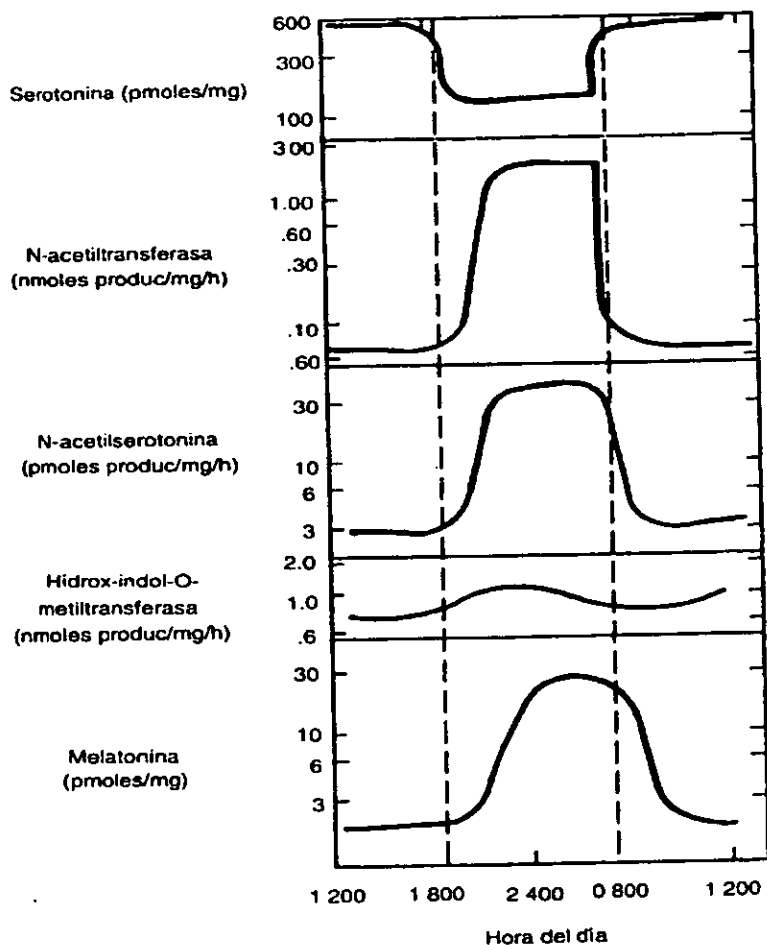 600
300
Serotonina (pmoles/mg)
100
3 00
1.00
.60
N-acetiltransferasa
(nmoles produc/mg/h)
.30
.10
.60
30
N-acetilserotonina
(pmoles produc/mg/h)
10
6
3
2.0
Hidrox-indol-O-
metiltransferasa
(nmoles produc/mg/h)
1.0
.6
30
10
Melatonina
(pmoles/mg)
6
3
1 200 1 800 2 400 0 800 1 200
Hora del día